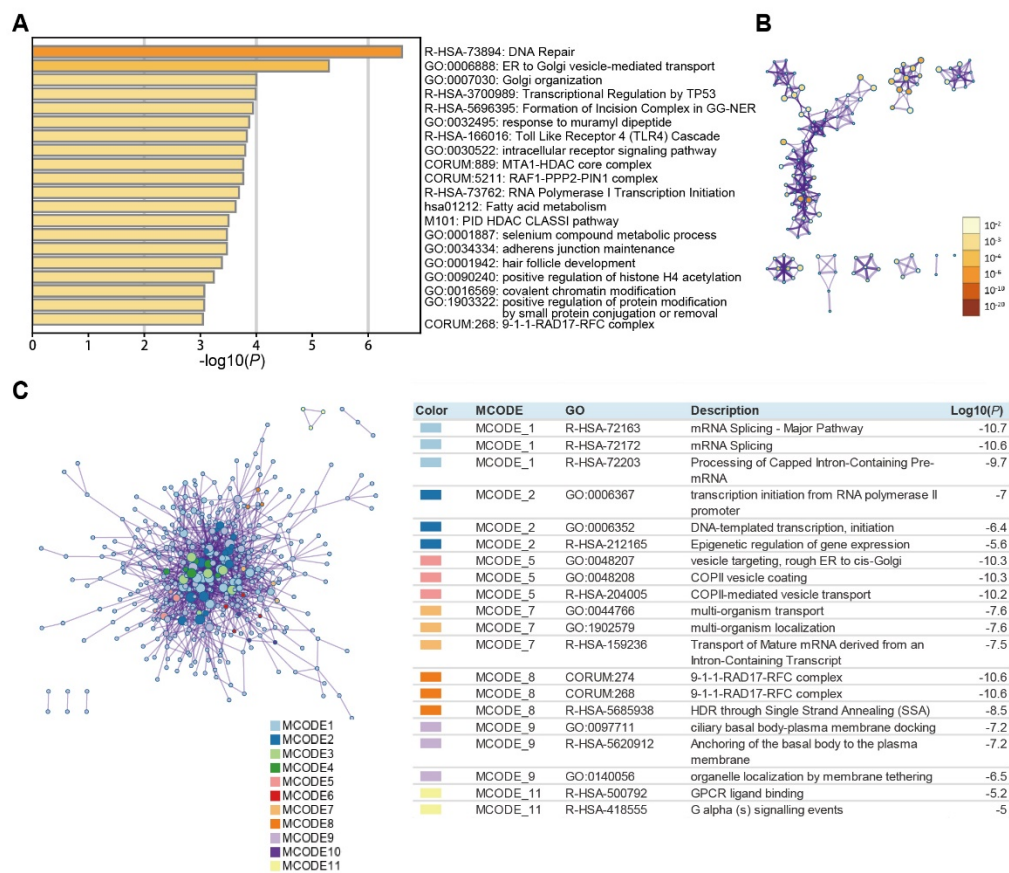 A
R-HSA-73894: DNA Repair
GO:0006888: ER to Golgi vesicle-mediated transport
GO:0007030: Golgi organization
R-HSA-3700989: Transcriptional Regulation by TP53
R-HSA-5696395: Formation of Incision Complex in GG-NER
GO:0032495: response to muramyl dipeptide
R-HSA-166016: Toll Like Receptor 4 (TLR4) Cascade
GO:0030522: intracellular receptor signaling pathway
CORUM:889: MTA1-HDAC core complex
CORUM:5211: RAF1-PPP2-PIN1 complex
R-HSA-73762: RNA Polymerase I Transcription Initiation
hsa01212: Fatty acid metabolism
M101: PID HDAC CLASSI pathway
GO:0001887: selenium compound metabolic process
GO:0034334: adherens junction maintenance
GO:0001942: hair follicle development
GO:0090240: positive regulation of histone H4 acetylation
GO:0016569: covalent chromatin modification
GO:1903322: positive regulation of protein modification
by small protein conjugation or removal
CORUM:268: 9-1-1-RAD17-RFC complex
0 1 2 3 4 5 6
-log10(P)
B
10-2
10-3
10-4
10-6
10-10
10-20
C
MCODE1
MCODE2
MCODE3
MCODE4
MCODE5
MCODE6
MCODE7
MCODE8
MCODE9
MCODE10
MCODE11
Color MCODE GO Description Log10(P)
MCODE_1 R-HSA-72163 mRNA Splicing - Major Pathway -10.7
MCODE_1 R-HSA-72172 mRNA Splicing -10.6
MCODE_1 R-HSA-72203 Processing of Capped Intron-Containing Pre- -9.7
mRNA
MCODE_2 GO:0006367 transcription initiation from RNA polymerase II -7
promoter
MCODE_2 GO:0006352 DNA-templated transcription, initiation -6.4
MCODE_2 R-HSA-212165 Epigenetic regulation of gene expression -5.6
MCODE_5 GO:0048207 vesicle targeting, rough ER to cis-Golgi -10.3
MCODE_5 GO:0048208 COPII vesicle coating -10.3
MCODE_5 R-HSA-204005 COPII-mediated vesicle transport -10.2
MCODE_7 GO:0044766 multi-organism transport -7.6
MCODE_7 GO:1902579 multi-organism localization -7.6
MCODE_7 R-HSA-159236 Transport of Mature mRNA derived from an -7.5
Intron-Containing Transcript
MCODE_8 CORUM:274 9-1-1-RAD17-RFC complex -10.6
MCODE_8 CORUM:268 9-1-1-RAD17-RFC complex -10.6
MCODE_8 R-HSA-5685938 HDR through Single Strand Annealing (SSA) -8.5
MCODE_9 GO:0097711 ciliary basal body-plasma membrane docking -7.2
MCODE_9 R-HSA-5620912 Anchoring of the basal body to the plasma -7.2
membrane
MCODE_9 GO:0140056 organelle localization by membrane tethering -6.5
MCODE_11 R-HSA-500792 GPCR ligand binding -5.2
MCODE_11 R-HSA-418555 G alpha (s) signalling events -5